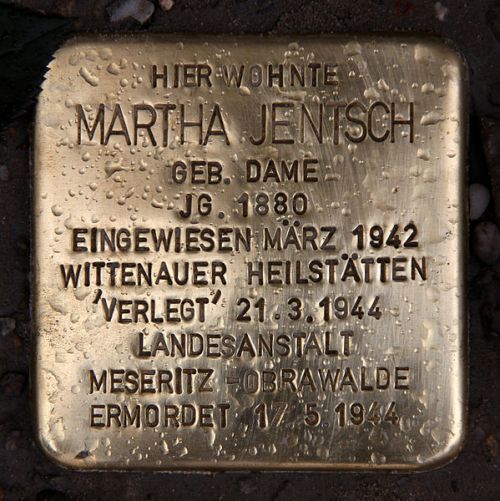 HIER WOHNTE
MARTHA JENTSCH
GEB. DAME
JG. 1880
EINGEWIESEN MÄRZ 1942
WITTENAUER HEILSTÄTTEN
'VERLEGT' 21.3.1944
LANDESANSTALT
MESERITZ-OBRAWALDE
ERMORDET 17.5.1944